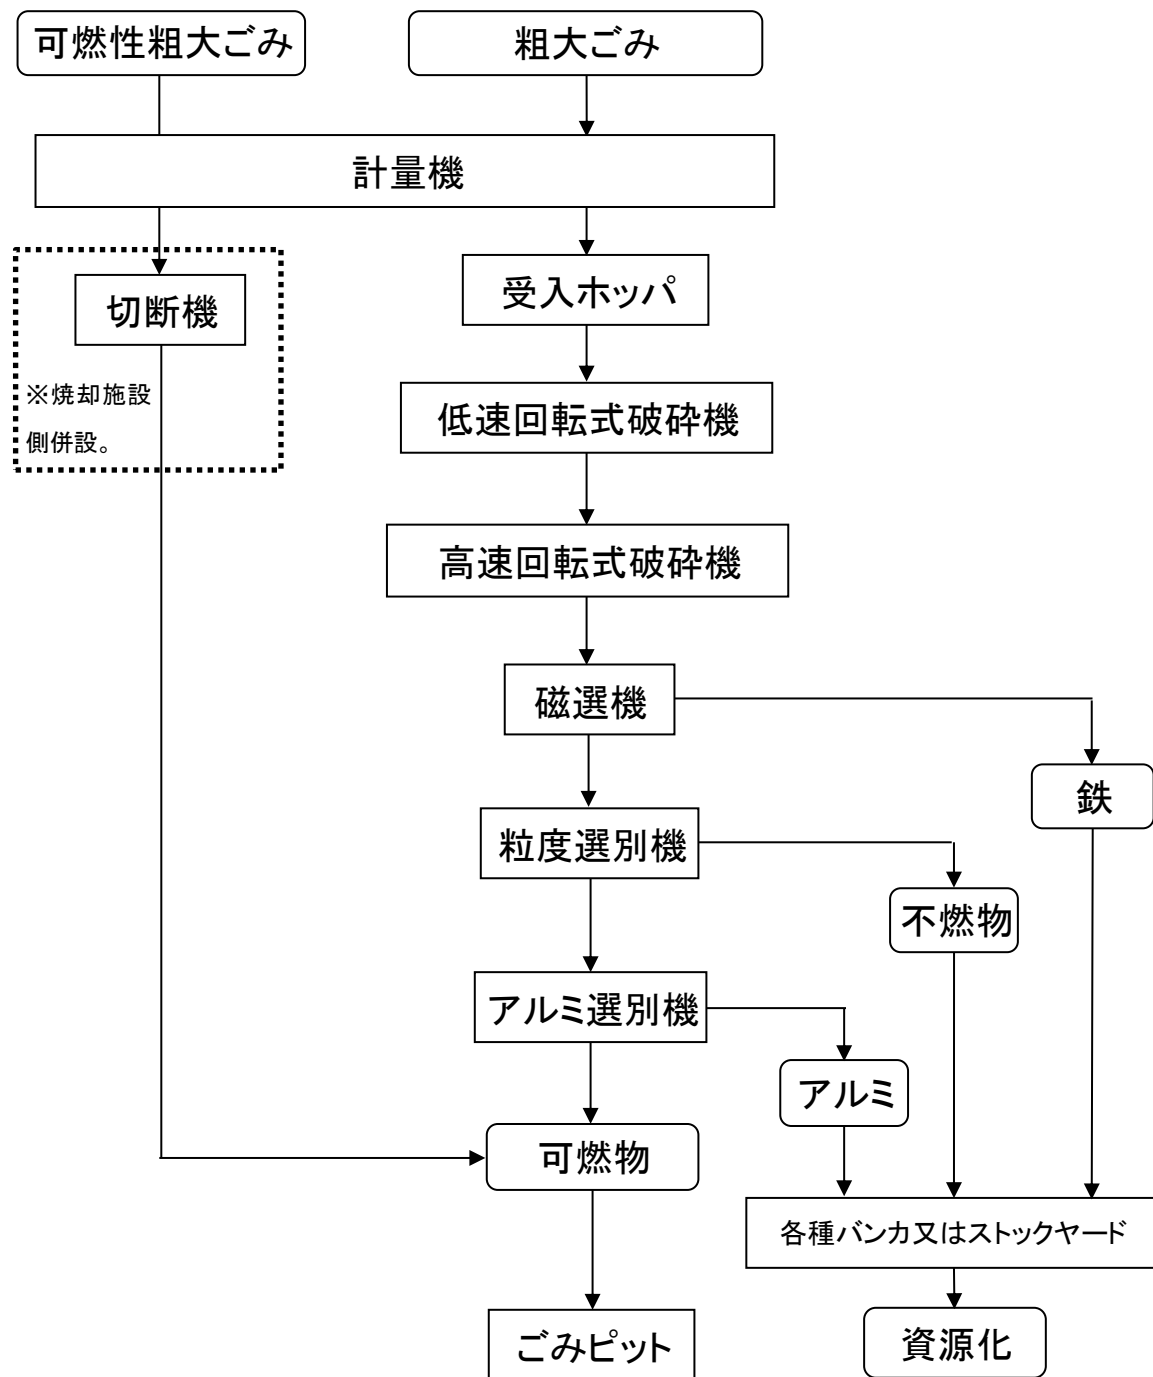 可燃性粗大ごみ
粗大ごみ
計量機
切断機
※焼却施設
側併設。
受入ホッパ
低速回転式破砕機
高速回転式破砕機
磁選機
鉄
粒度選別機
不燃物
アルミ選別機
アルミ
可燃物
各種バンカ又はストックヤード
ごみピット
資源化